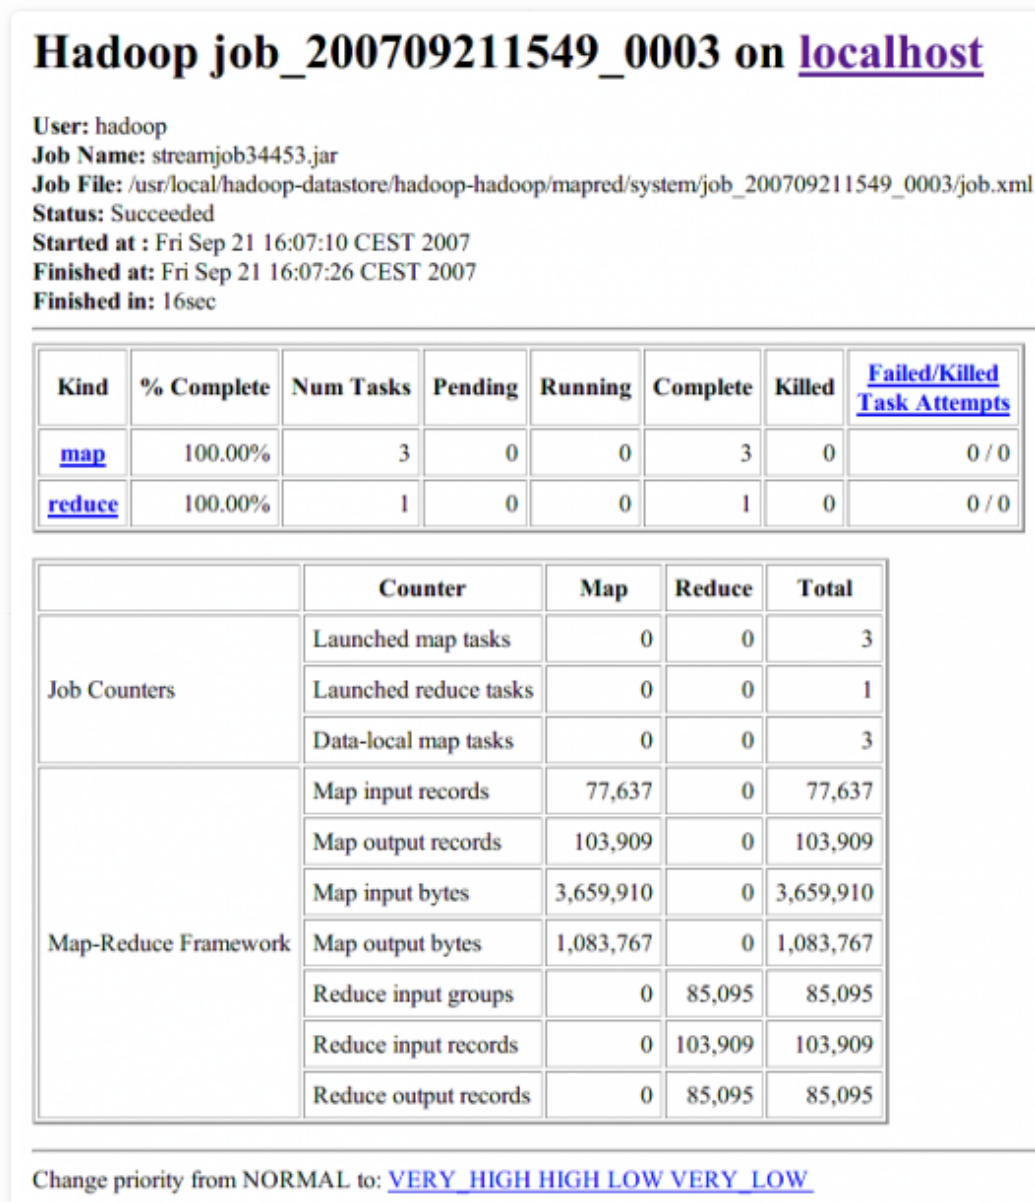 Hadoop job_200709211549_0003 on localhost
User: hadoop
Job Name: streamjob34453.jar
Job File: /usr/local/hadoop-datastore/hadoop-hadoop/mapred/system/job_200709211549_0003/job.xml
Status: Succeeded
Started at : Fri Sep 21 16:07:10 CEST 2007
Finished at: Fri Sep 21 16:07:26 CEST 2007
Finished in: 16sec
Kind % Complete Num Tasks Pending Running Complete Killed Failed/Killed
Task Attempts
map 100.00% 3 0 0 3 0 0 / 0
reduce 100.00% 1 0 0 1 0 0 / 0
Counter Map Reduce Total
Launched map tasks 0 0 3
Job Counters Launched reduce tasks 0 0 1
Data-local map tasks 0 0 3
Map input records 77,637 0 77,637
Map output records 103,909 0 103,909
Map input bytes 3,659,910 0 3,659,910
Map-Reduce Framework Map output bytes 1,083,767 0 1,083,767
Reduce input groups 0 85,095 85,095
Reduce input records 0 103,909 103,909
Reduce output records 0 85,095 85,095
Change priority from NORMAL to: VERY_HIGH HIGH LOW VERY_LOW